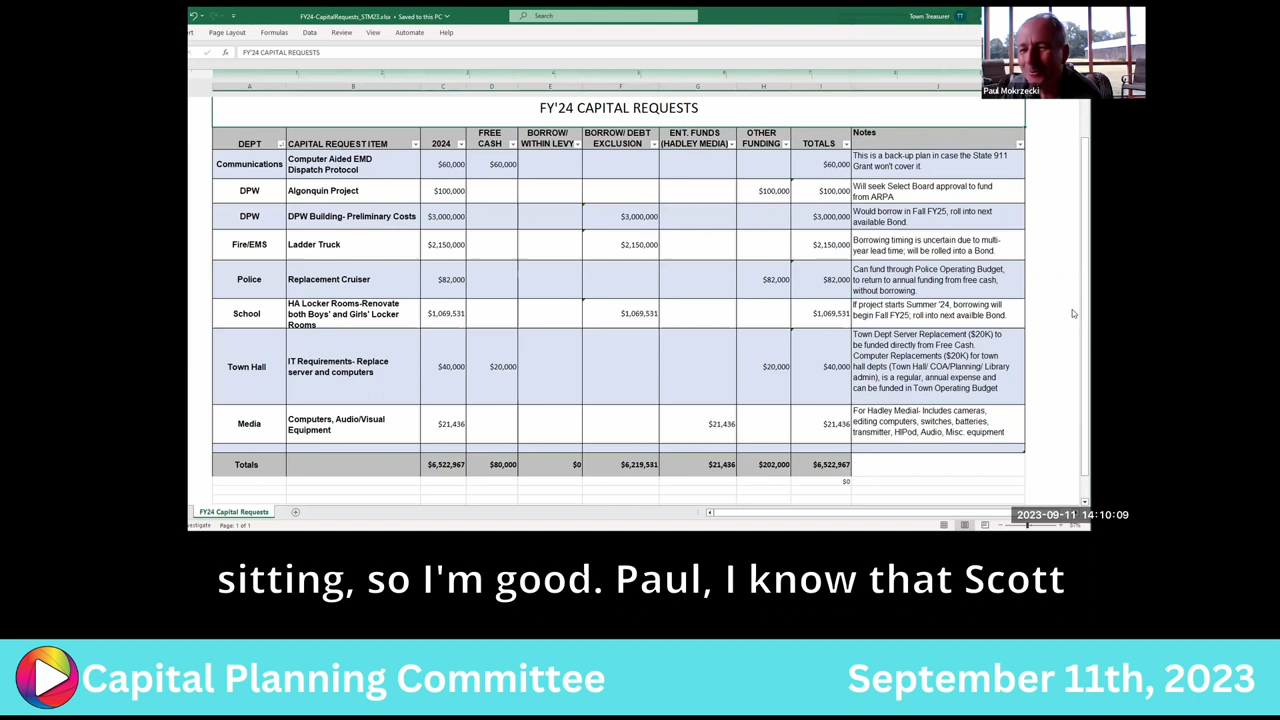 FY24-CapitalRequests_STM23.xlsx • Saved to this PC
Search
Town Treasurer
TT
Page Layout Formulas Data Review View Automate Help
fx FY'24 CAPITAL REQUESTS
Paul Mokrzecki
A B C D E F G H I J
FY'24 CAPITAL REQUESTS
DEPT CAPITAL REQUEST ITEM 2024 FREE CASH BORROW/ WITHIN LEVY BORROW/ DEBT EXCLUSION ENT. FUNDS (HADLEY MEDIA) OTHER FUNDING TOTALS Notes
Communications Computer Aided EMD Dispatch Protocol $60,000 $60,000 $60,000 This is a back-up plan in case the State 911 Grant won't cover it.
DPW Algonquin Project $100,000 $100,000 $100,000 Will seek Select Board approval to fund from ARPA
DPW DPW Building- Preliminary Costs $3,000,000 $3,000,000 $3,000,000 Would borrow in Fall FY25, roll into next available Bond.
Fire/EMS Ladder Truck $2,150,000 $2,150,000 $2,150,000 Borrowing timing is uncertain due to multi-year lead time; will be rolled into a Bond.
Police Replacement Cruiser $82,000 $82,000 $82,000 Can fund through Police Operating Budget, to return to annual funding from free cash, without borrowing.
School HA Locker Rooms-Renovate both Boys' and Girls' Locker Rooms $1,069,531 $1,069,531 $1,069,531 If project starts Summer '24, borrowing will begin Fall FY25; roll into next availble Bond.
Town Hall IT Requirements- Replace server and computers $40,000 $20,000 $20,000 $40,000 Town Dept Server Replacement ($20K) to be funded directly from Free Cash. Computer Replacements ($20K) for town hall depts (Town Hall/ COA/Planning/ Library admin), is a regular, annual expense and can be funded in Town Operating Budget
Media Computers, Audio/Visual Equipment $21,436 $21,436 $21,436 For Hadley Medial- Includes cameras, editing computers, switches, batteries, transmitter, HIPod, Audio, Misc. equipment
Totals $6,522,967 $80,000 $0 $6,219,531 $21,436 $202,000 $6,522,967
$0
FY24 Capital Requests
Page: 1 of 1
2023-09-11 14:10:09
sitting, so I'm good. Paul, I know that Scott
Capital Planning Committee
September 11th, 2023